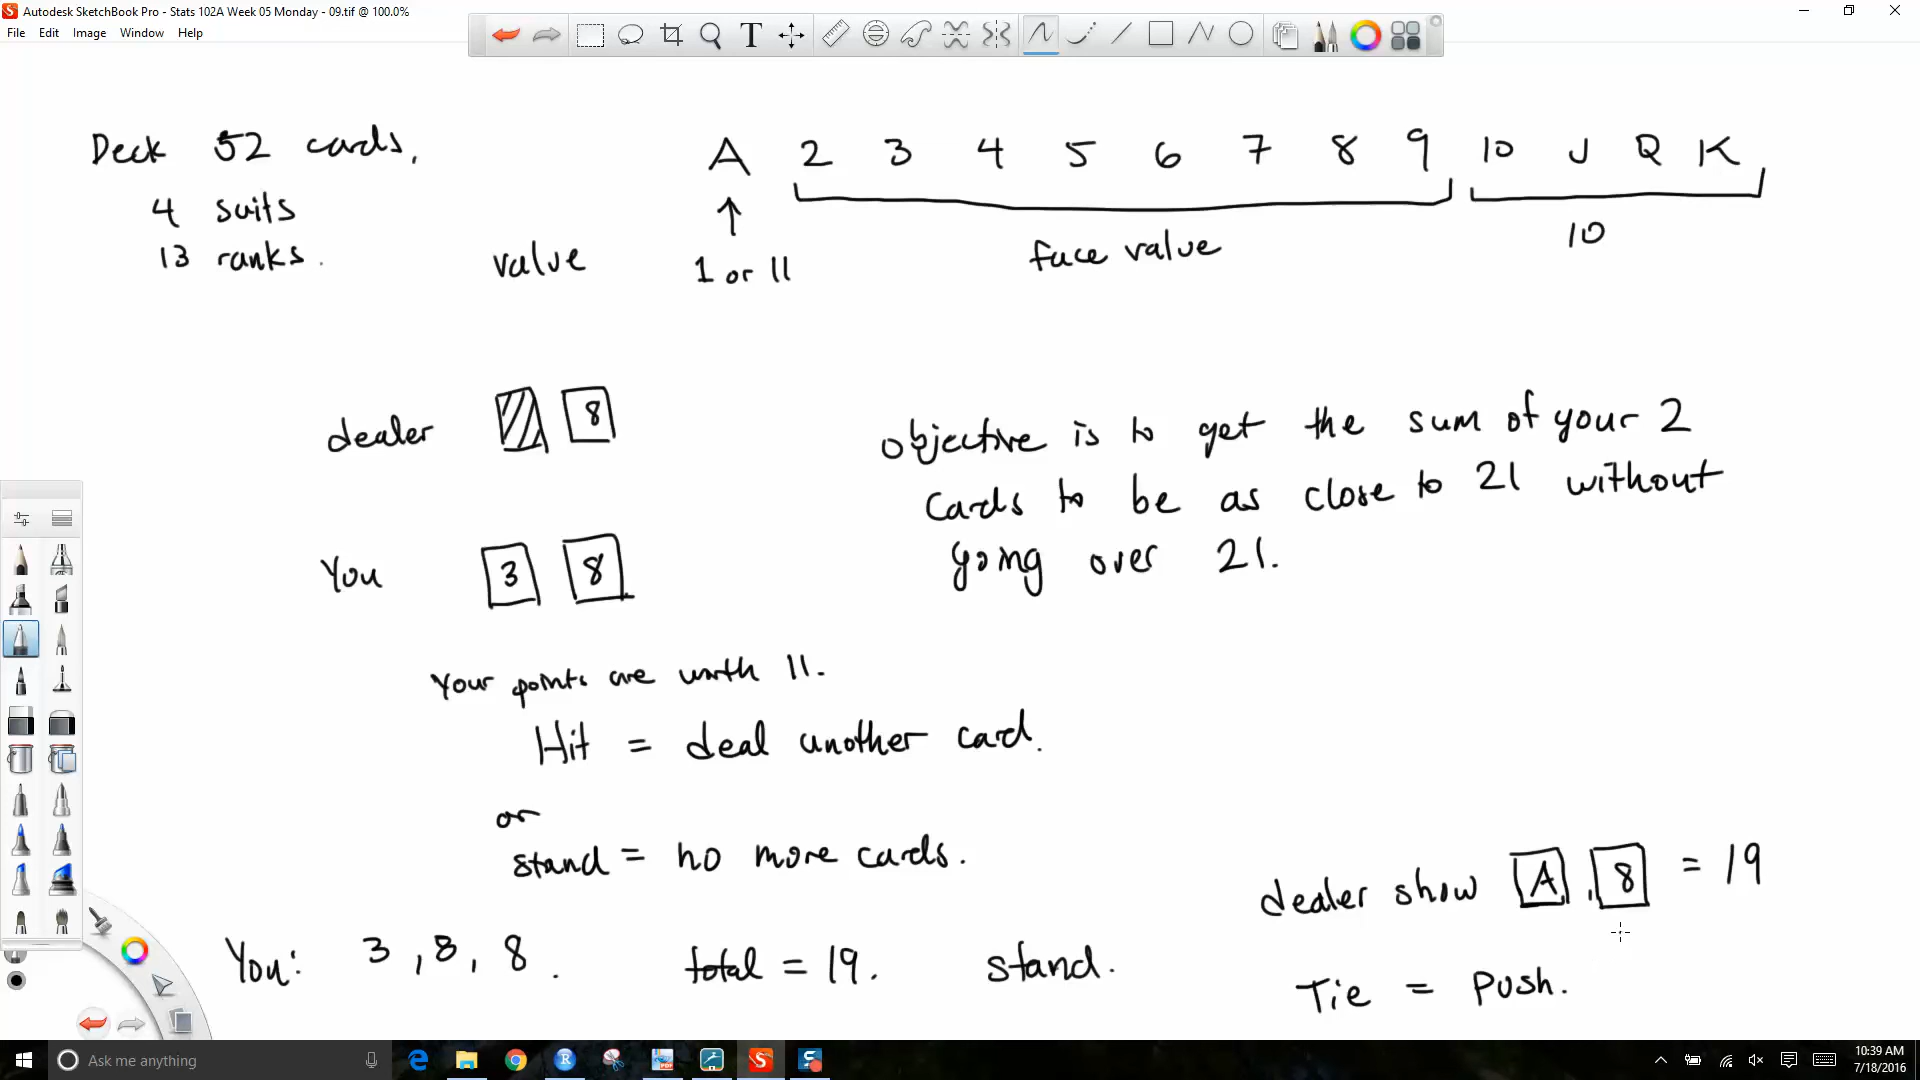 Autodesk SketchBook Pro - Stats 102A Week 05 Monday - 09.tif @ 100.0%
File Edit Image Window Help
Deck 52 cards.
4 suits
13 ranks.
A 2 3 4 5 6 7 8 9 10 J Q K
value 1 or 11 face value 10
dealer 8
You 3 8
objective is to get the sum of your 2
cards to be as close to 21 without
going over 21.
Your points are worth 11.
Hit = deal another card.
or
stand = no more cards.
You: 3, 8, 8. total = 19. stand.
dealer show A, 8 = 19
Tie = Push.
Ask me anything
10:39 AM
7/18/2016